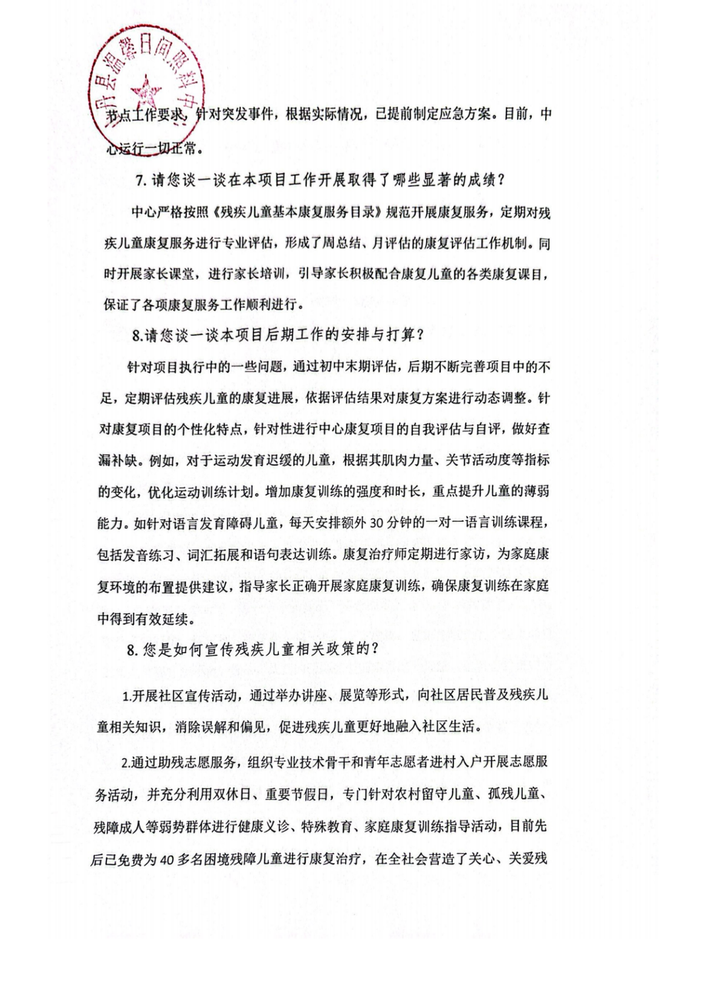 丹县温馨日间照料中心
节点工作要求，针对突发事件，根据实际情况，已提前制定应急方案。目前，中
心运行一切正常。
7. 请您谈一谈在本项目工作开展取得了哪些显著的成绩？
中心严格按照《残疾儿童基本康复服务目录》规范开展康复服务，定期对残
疾儿童康复服务进行专业评估，形成了周总结、月评估的康复评估工作机制。同
时开展家长课堂，进行家长培训，引导家长积极配合康复儿童的各类康复课目，
保证了各项康复服务工作顺利进行。
8.请您谈一谈本项目后期工作的安排与打算？
针对项目执行中的一些问题，通过初中末期评估，后期不断完善项目中的不
足，定期评估残疾儿童的康复进展，依据评估结果对康复方案进行动态调整。针
对康复项目的个性化特点，针对性进行中心康复项目的自我评估与自评，做好查
漏补缺。例如，对于运动发育迟缓的儿童，根据其肌肉力量、关节活动度等指标
的变化，优化运动训练计划。增加康复训练的强度和时长，重点提升儿童的薄弱
能力。如针对语言发育障碍儿童，每天安排额外 30 分钟的一对一语言训练课程，
包括发音练习、词汇拓展和语句表达训练。康复治疗师定期进行家访，为家庭康
复环境的布置提供建议，指导家长正确开展家庭康复训练，确保康复训练在家庭
中得到有效延续。
8. 您是如何宣传残疾儿童相关政策的？
1.开展社区宣传活动，通过举办讲座、展览等形式，向社区居民普及残疾儿
童相关知识，消除误解和偏见，促进残疾儿童更好地融入社区生活。
2.通过助残志愿服务，组织专业技术骨干和青年志愿者进村入户开展志愿服
务活动，并充分利用双休日、重要节假日，专门针对农村留守儿童、孤残儿童、
残障成人等弱势群体进行健康义诊、特殊教育、家庭康复训练指导活动，目前先
后已免费为 40 多名困境残障儿童进行康复治疗，在全社会营造了关心、关爱残